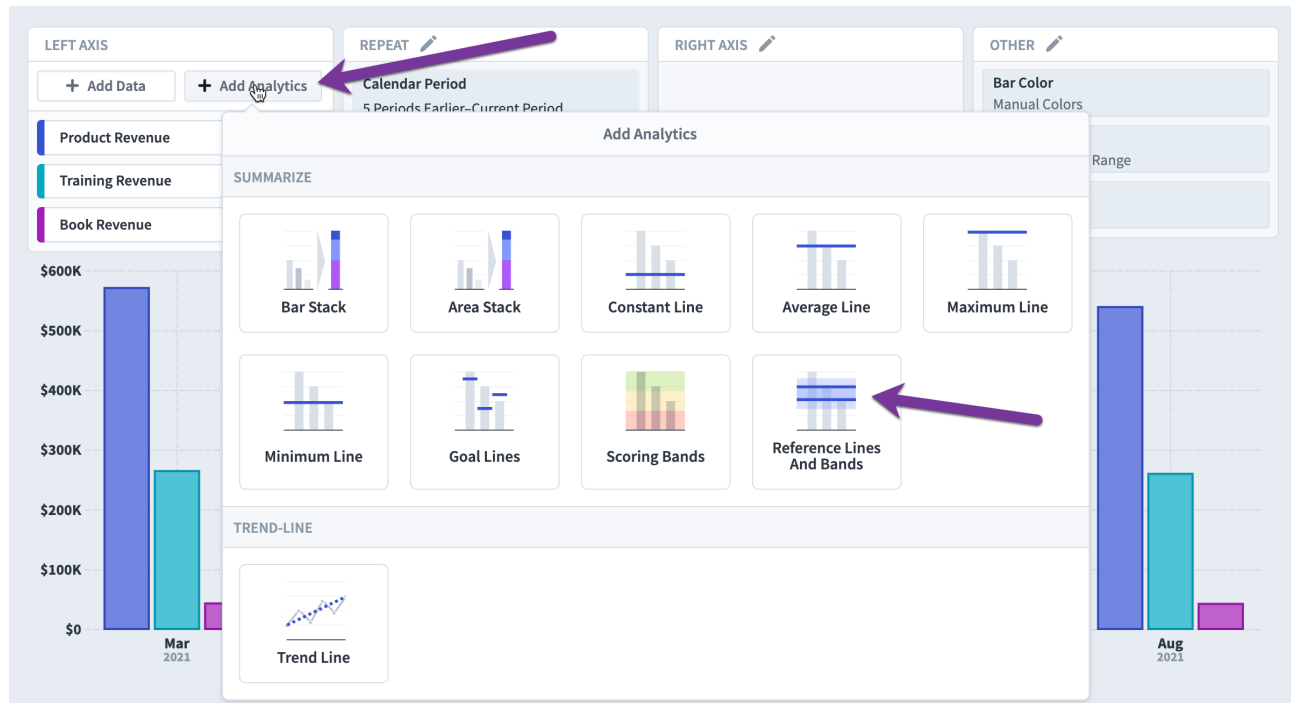 LEFT AXIS
REPEAT
RIGHT AXIS
OTHER
+ Add Data
+ Add Analytics
Calendar Period
5 Periods Earlier–Current Period
Bar Color
Manual Colors
Range
Product Revenue
Training Revenue
Book Revenue
Add Analytics
SUMMARIZE
Bar Stack
Area Stack
Constant Line
Average Line
Maximum Line
Minimum Line
Goal Lines
Scoring Bands
Reference Lines
And Bands
TREND-LINE
Trend Line
$600K
$500K
$400K
$300K
$200K
$100K
$0
Mar
2021
Aug
2021